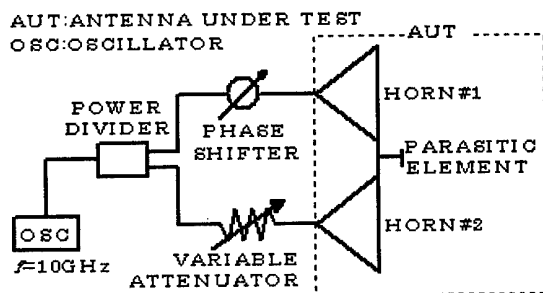 AUT:ANTENNA UNDER TEST
OSC:OSCILLATOR
AUT
POWER
DIVIDER
PHASE
SHIFTER
HORN#1
PARASITIC
ELEMENT
OSC
f=10GHz
VARIABLE
ATTENUATOR
HORN#2